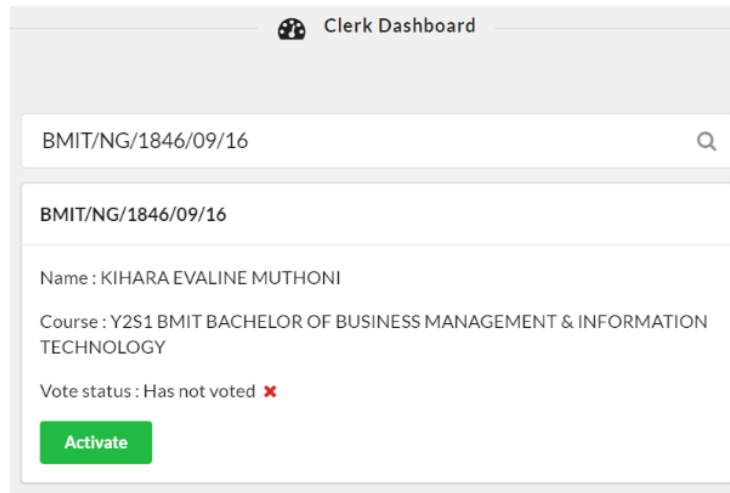 Clerk Dashboard
BMIT/NG/1846/09/16
BMIT/NG/1846/09/16
Name : KIHARA EVALINE MUTHONI
Course : Y2S1 BMIT BACHELOR OF BUSINESS MANAGEMENT & INFORMATION
TECHNOLOGY
Vote status : Has not voted
Activate